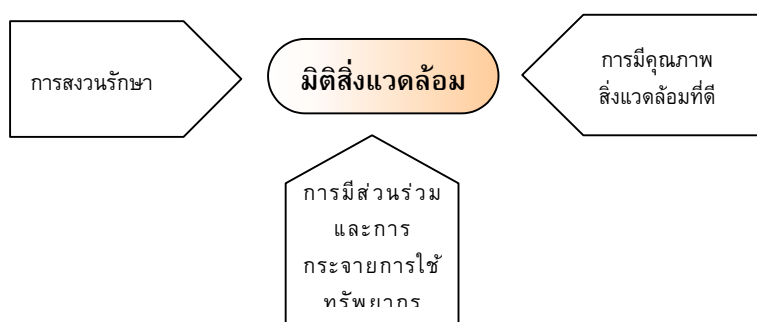 การสงวนรักษา
มิติสิ่งแวดล้อม
การมีคุณภาพ
สิ่งแวดล้อมที่ดี
การมีส่วนร่วม
และการ
กระจายการใช้
ทรัพยากร